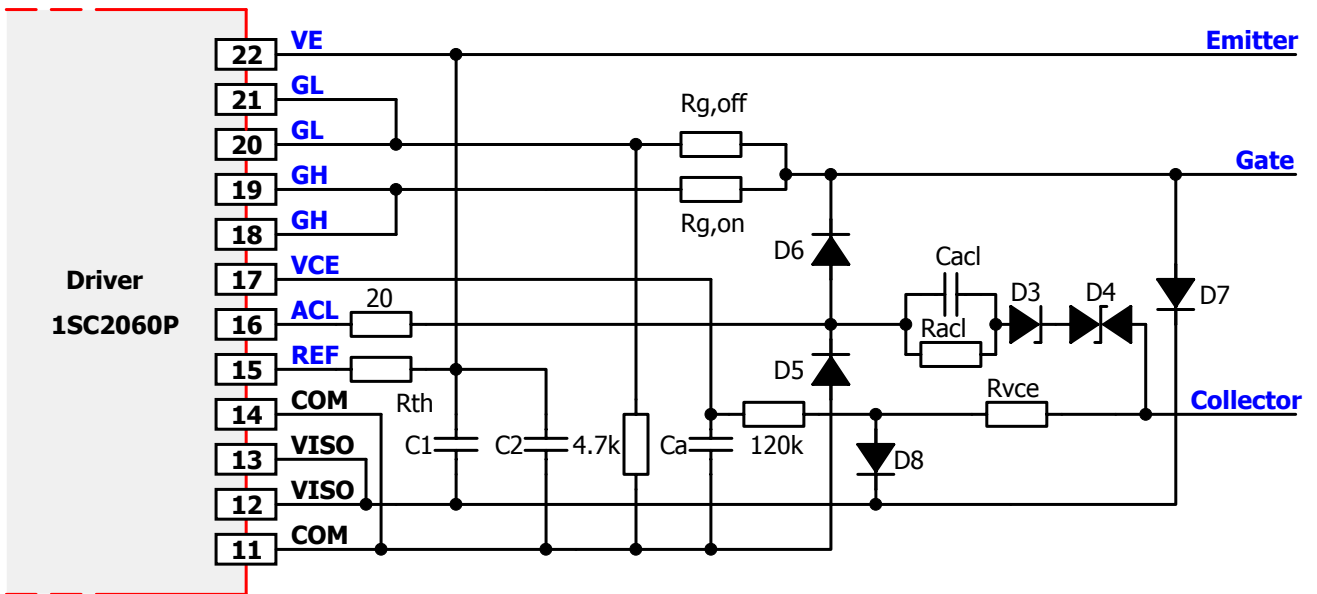 22 VE Emitter
21 GL
Rg,off
20 GL
Gate
19 GH
Rg,on
18 GH
D6 Cacl
17 VCE
Driver
D3 D4 D7
20
1SC2060P
16 ACL
Racl
15 REF
D5
Rvce
Rth
14 COM
Collector
C1 C2 4.7k Ca 120k
D8
13 VISO
12 VISO
11 COM